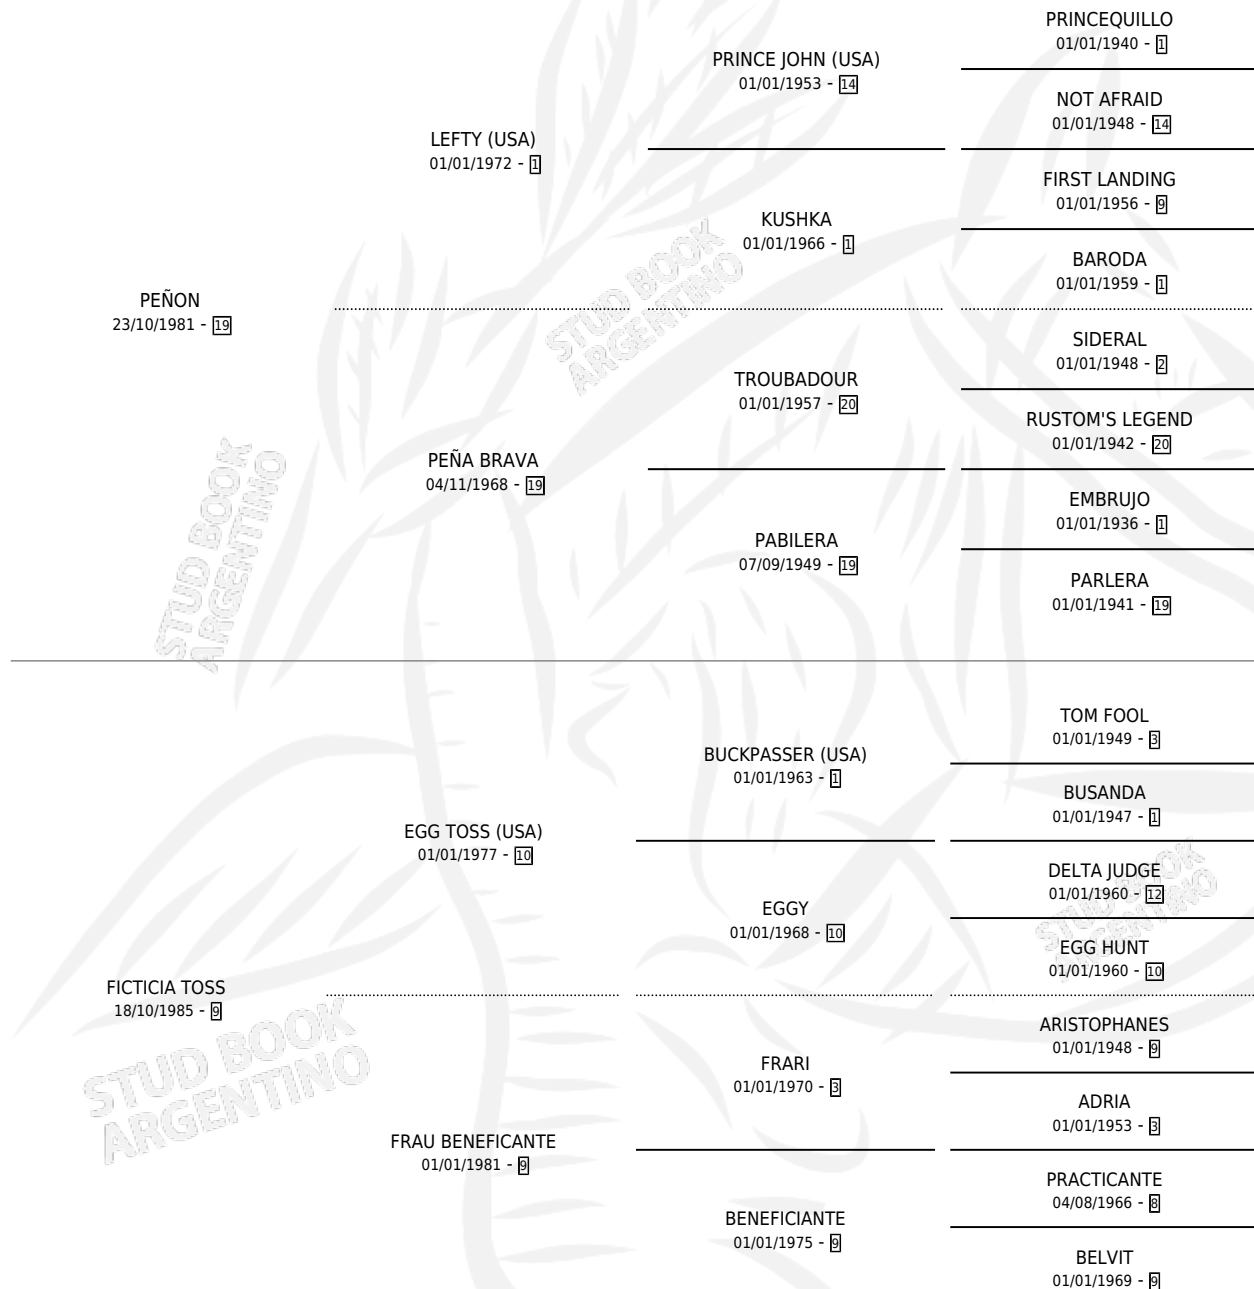 PRINCEQUILLO
01/01/1940 - 1
PRINCE JOHN (USA)
01/01/1953 - 14
NOT AFRAID
01/01/1948 - 14
LEFTY (USA)
01/01/1972 - 1
FIRST LANDING
01/01/1956 - 9
KUSHKA
01/01/1966 - 1
BARODA
01/01/1959 - 1
PEÑON
23/10/1981 - 19
SIDERAL
01/01/1948 - 2
TROUBADOUR
01/01/1957 - 20
RUSTOM'S LEGEND
01/01/1942 - 20
PEÑA BRAVA
04/11/1968 - 19
EMBRUJO
01/01/1936 - 1
PABILERA
07/09/1949 - 19
PARLERA
01/01/1941 - 19
STUD BOOK
ARGENTINO
STUD BOOK
ARGENTINO
TOM FOOL
01/01/1949 - 3
BUCKPASSER (USA)
01/01/1963 - 1
BUSANDA
01/01/1947 - 1
EGG TOSS (USA)
01/01/1977 - 10
DELTA JUDGE
01/01/1960 - 12
EGGY
01/01/1968 - 10
EGG HUNT
01/01/1960 - 10
FICTICIA TOSS
18/10/1985 - 9
ARISTOPHANES
01/01/1948 - 9
FRARI
01/01/1970 - 3
ADRIA
01/01/1953 - 3
FRAU BENEFICANTE
01/01/1981 - 9
PRACTICANTE
04/08/1966 - 8
BENEFICIANTE
01/01/1975 - 9
BELVIT
01/01/1969 - 9
STUD BOOK
ARGENTINO
STUD BOOK
ARGENTINO